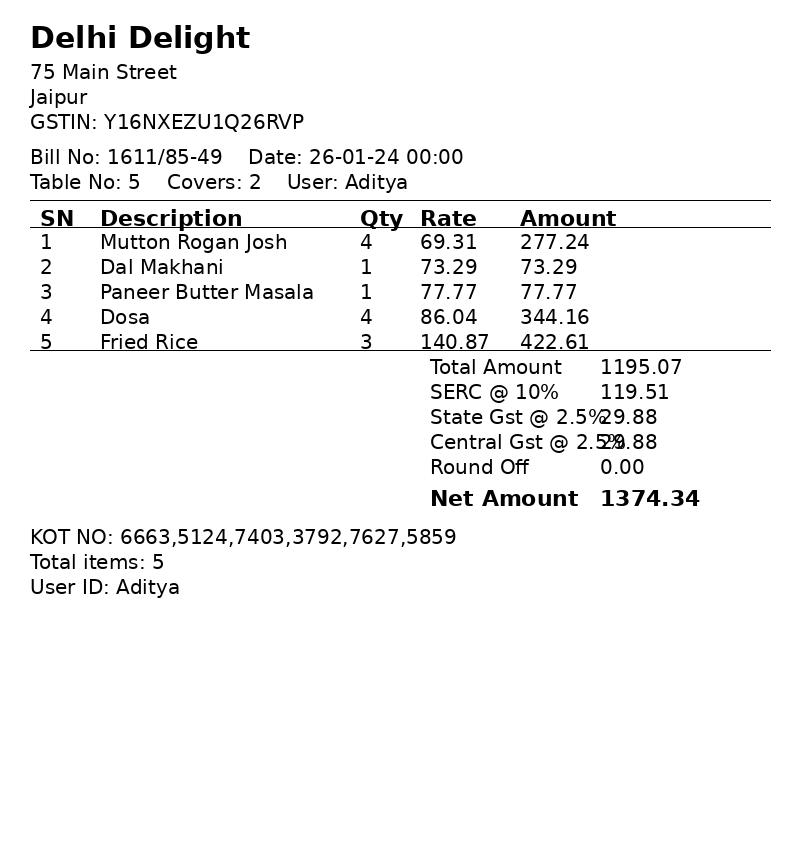 Delhi Delight
75 Main Street
Jaipur
GSTIN: Y16NXEZU1Q26RVP
Bill No: 1611/85-49 Date: 26-01-24 00:00
Table No: 5 Covers: 2 User: Aditya
SN Description Qty Rate Amount
1 Mutton Rogan Josh 4 69.31 277.24
2 Dal Makhani 1 73.29 73.29
3 Paneer Butter Masala 1 77.77 77.77
4 Dosa 4 86.04 344.16
5 Fried Rice 3 140.87 422.61
Total Amount 1195.07
SERC @ 10% 119.51
State Gst @ 2.5% 29.88
Central Gst @ 2.5% 29.88
Round Off 0.00
Net Amount 1374.34
KOT NO: 6663,5124,7403,3792,7627,5859
Total items: 5
User ID: Aditya